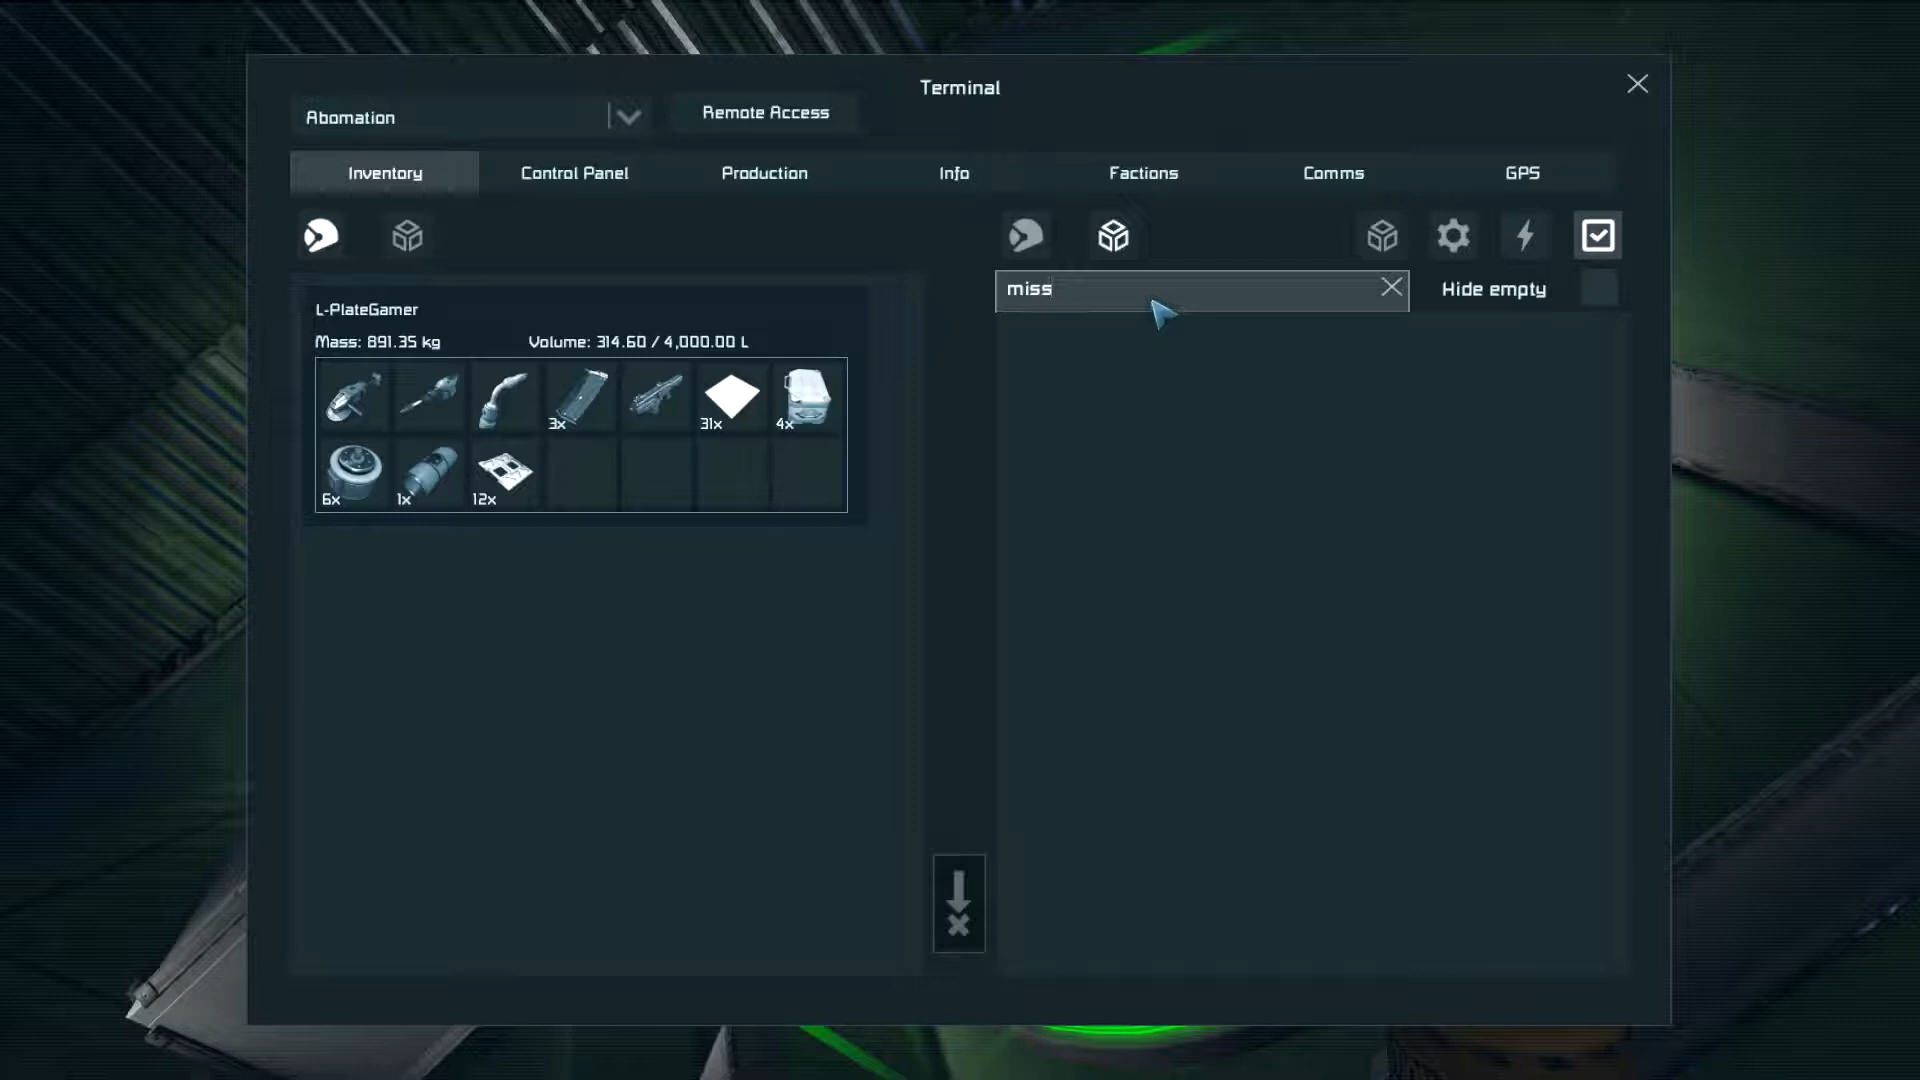 Terminal
Abomation
Remote Access
Inventory
Control Panel
Production
Info
Factions
Comms
GPS
miss
Hide empty
L-PlateGamer
Mass: 891.35 kg
Volume: 314.60 / 4,000.00 L
3x
31x
4x
6x
1x
12x